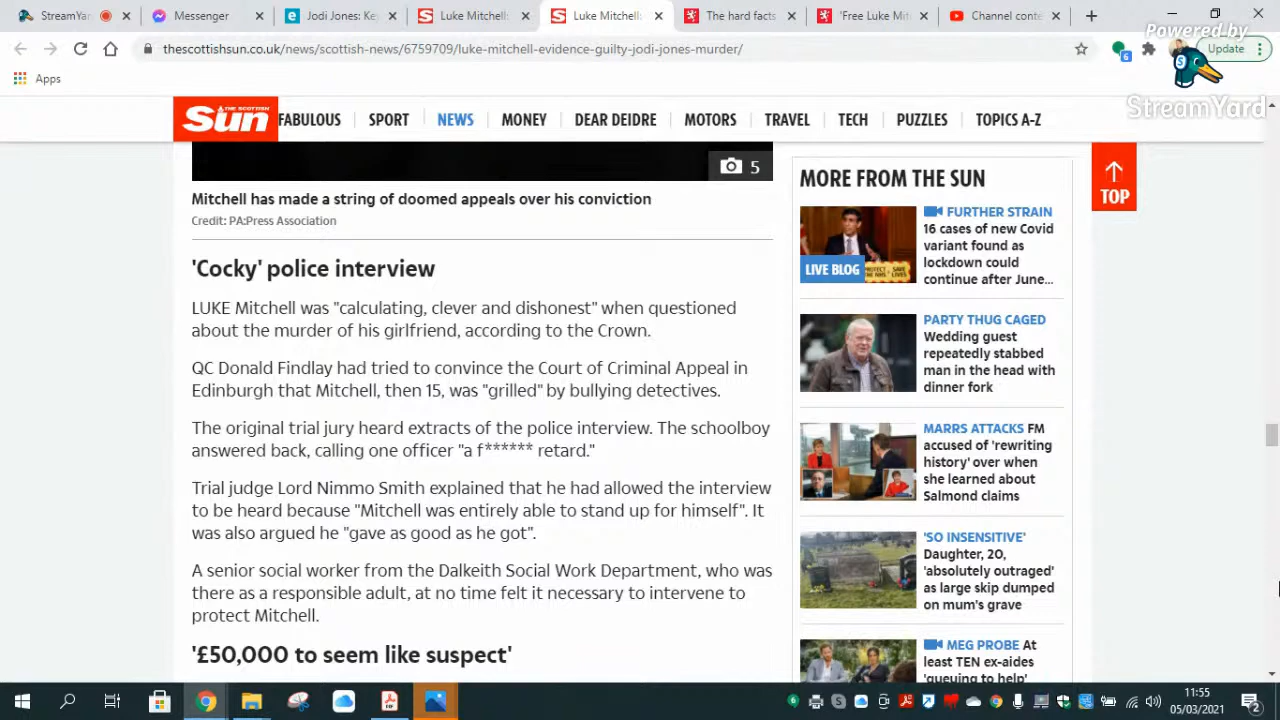 Messenger
Jodi Jones: Ke
Luke Mitchell
Luke Mitchell:
The hard facts
'Free Luke Mit
Channel conte
thescottishsun.co.uk/news/scottish-news/6759709/luke-mitchell-evidence-guilty-jodi-jones-murder/
6
Update
Powered by
StreamYard
Apps
THE SCOTTISH
Sun
FABULOUS
SPORT
NEWS
MONEY
DEAR DEIDRE
MOTORS
TRAVEL
TECH
PUZZLES
TOPICS A-Z
5
Mitchell has made a string of doomed appeals over his conviction
Credit: PA:Press Association
'Cocky' police interview
LUKE Mitchell was "calculating, clever and dishonest" when questioned
about the murder of his girlfriend, according to the Crown.
QC Donald Findlay had tried to convince the Court of Criminal Appeal in
Edinburgh that Mitchell, then 15, was "grilled" by bullying detectives.
The original trial jury heard extracts of the police interview. The schoolboy
answered back, calling one officer "a f****** retard."
Trial judge Lord Nimmo Smith explained that he had allowed the interview
to be heard because "Mitchell was entirely able to stand up for himself". It
was also argued he "gave as good as he got".
A senior social worker from the Dalkeith Social Work Department, who was
there as a responsible adult, at no time felt it necessary to intervene to
protect Mitchell.
'£50,000 to seem like suspect'
MORE FROM THE SUN
TOP
LIVE BLOG
FURTHER STRAIN
16 cases of new Covid
variant found as
lockdown could
continue after June...
PARTY THUG CAGED
Wedding guest
repeatedly stabbed
man in the head with
dinner fork
MARRS ATTACKS FM
accused of 'rewriting
history' over when
she learned about
Salmond claims
'SO INSENSITIVE'
Daughter, 20,
'absolutely outraged'
as large skip dumped
on mum's grave
MEG PROBE At
least TEN ex-aides
'queuing to help'
11:55
05/03/2021
2